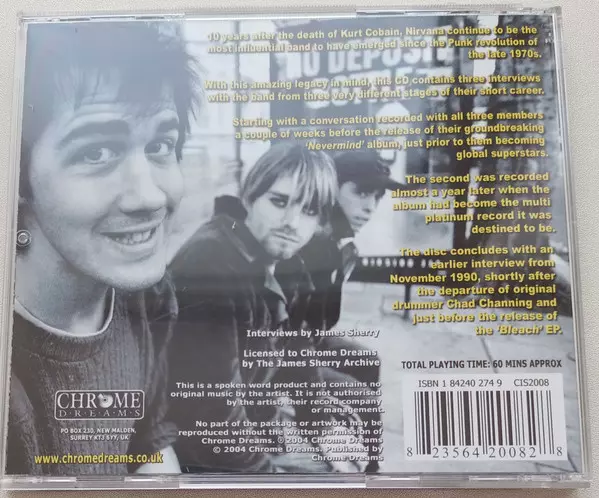 10 years after the death of Kurt Cobain, Nirvana continue to be the
most influential band to have emerged since the Punk revolution of
the late 1970s.
With this amazing legacy in mind, this CD contains three interviews
with the band from three very different stages of their short career.
Starting with a conversation recorded with all three members
a couple of weeks before the release of their groundbreaking
'Nevermind' album, just prior to them becoming
global superstars.
The second was recorded
almost a year later when the
album had become the multi
platinum record it was
destined to be.
The disc concludes with an
earlier interview from
November 1990, shortly after
the departure of original
drummer Chad Channing and
just before the release of
the 'Bleach' EP.
Interviews by James Sherry
Licensed to Chrome Dreams
by The James Sherry Archive
This is a spoken word product and contains no
original music by the artist. It is not authorised
by the artist, their record company
or management.
No part of the package or artwork may be
reproduced without the written permission of
Chrome Dreams. ℗ 2004 Chrome Dreams
© 2004 Chrome Dreams. Published by
Chrome Dreams
TOTAL PLAYING TIME: 60 MINS APPROX
ISBN 1 84240 274 9 CIS2008
8 23564 20082 8
CHROME
DREAMS
PO BOX 230, NEW MALDEN,
SURREY KT3 6YY, UK
www.chromedreams.co.uk